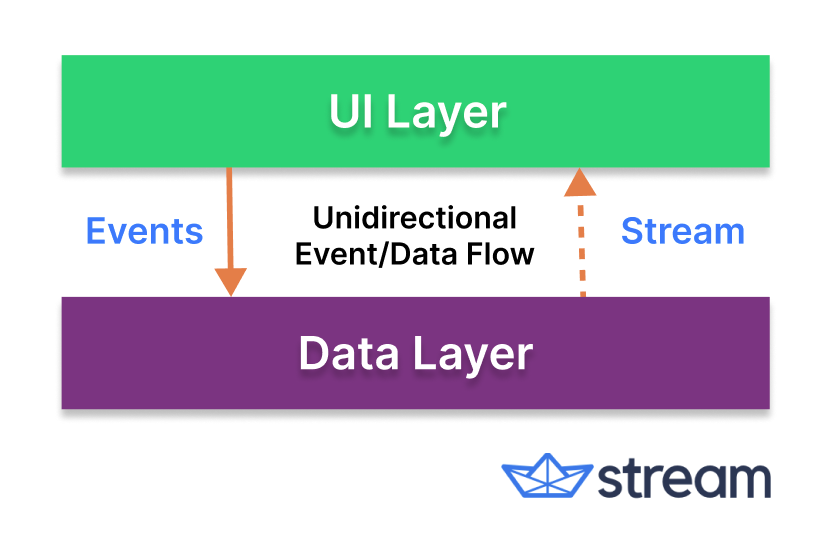 UI Layer
Events
Unidirectional
Event/Data Flow
Stream
Data Layer
stream